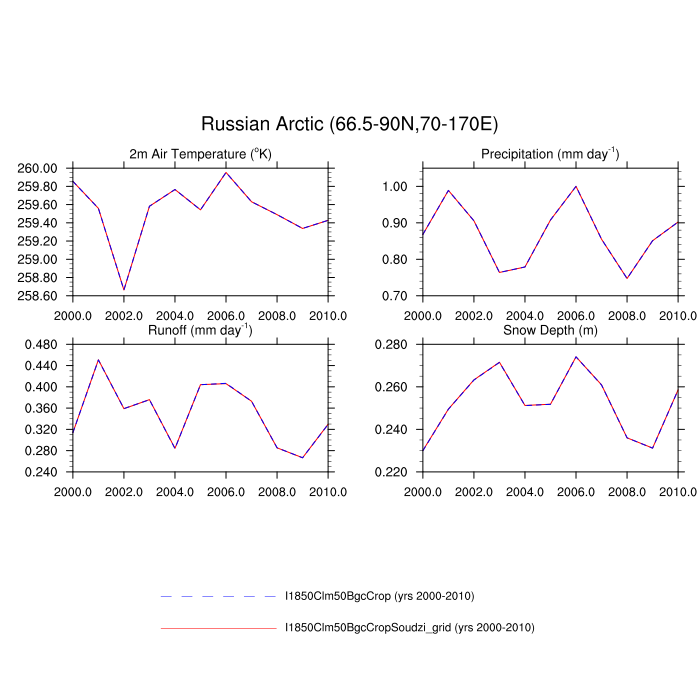 Russian Arctic (66.5-90N,70-170E)
2m Air Temperature (°K)
260.00
259.80
259.60
259.40
259.20
259.00
258.80
258.60
2000.0 2002.0 2004.0 2006.0 2008.0 2010.0
Precipitation (mm day⁻¹)
1.00
0.90
0.80
0.70
2000.0 2002.0 2004.0 2006.0 2008.0 2010.0
Runoff (mm day⁻¹)
0.480
0.440
0.400
0.360
0.320
0.280
0.240
2000.0 2002.0 2004.0 2006.0 2008.0 2010.0
Snow Depth (m)
0.280
0.260
0.240
0.220
2000.0 2002.0 2004.0 2006.0 2008.0 2010.0
I1850Clm50BgcCrop (yrs 2000-2010)
I1850Clm50BgcCropSoudzi_grid (yrs 2000-2010)